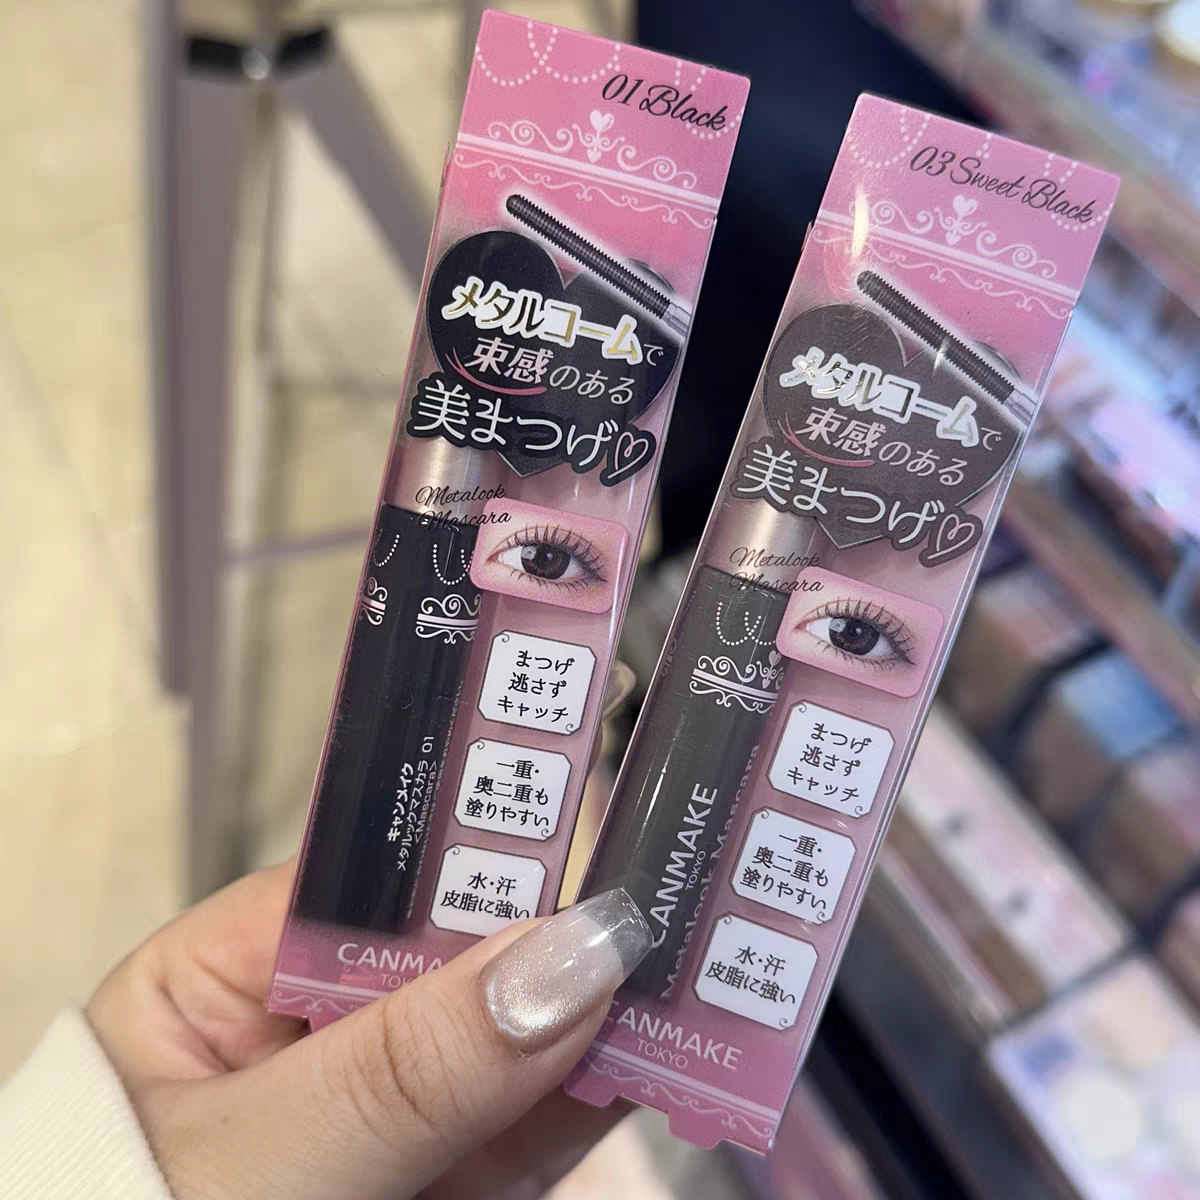 01 Black
メタルコームで
束感のある
美まつげ♡
Metalook
Mascara
まつげ
逃さず
キャッチ
一重・
奥二重も
塗りやすい
水・汗
皮脂に強い
キャンメイク
メタルックマスカラ 01
<Mascara>
CANMA
03 Sweet Black
メタルコームで
束感のある
美まつげ♡
Metalook
Mascara
まつげ
逃さず
キャッチ
一重・
奥二重も
塗りやすい
水・汗
皮脂に強い
CANMAKE
TOKYO
Metalook Mascara
CANMAKE
TOKYO